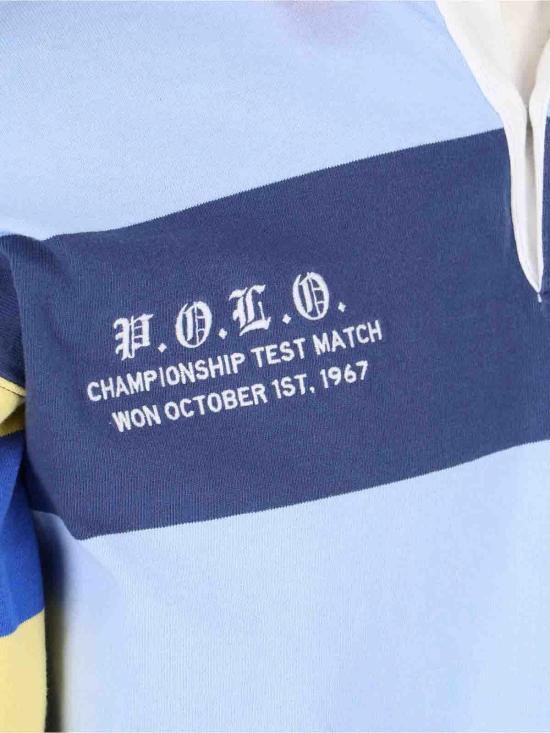 P.O.L.O.
CHAMPIONSHIP TEST MATCH
WON OCTOBER 1ST, 1967